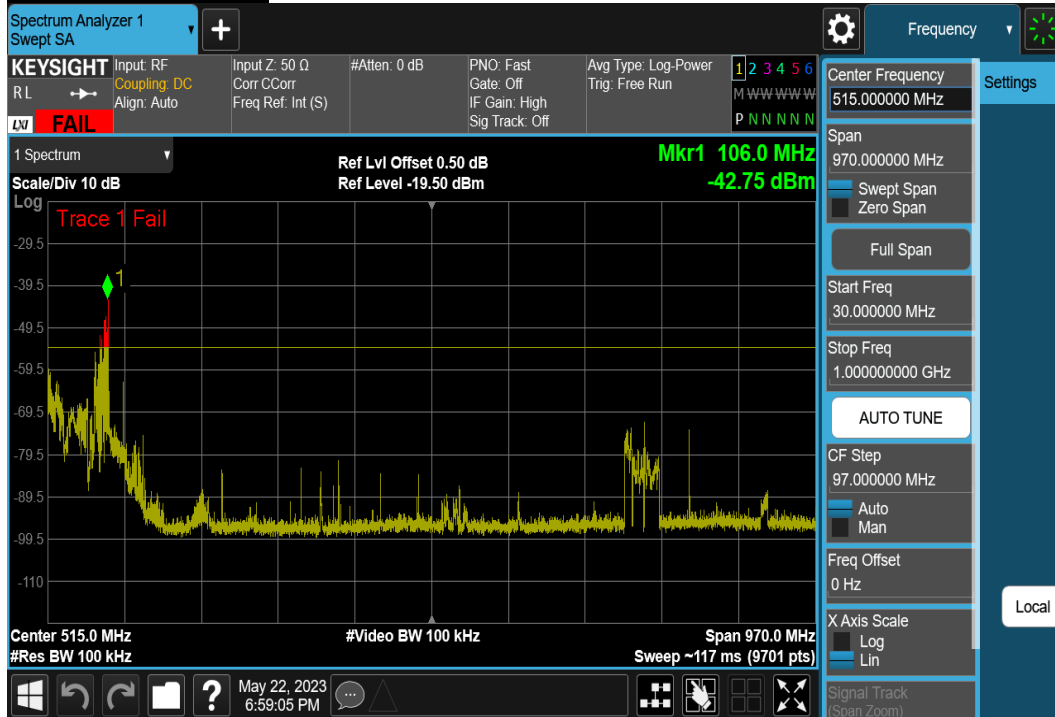 Spectrum Analyzer 1
Swept SA
+
Frequency
KEYSIGHT
RL
LXI
FAIL
Input: RF
Coupling: DC
Align: Auto
Input Z: 50 Ω
Corr CCorr
Freq Ref: Int (S)
#Atten: 0 dB
PNO: Fast
Gate: Off
IF Gain: High
Sig Track: Off
Avg Type: Log-Power
Trig: Free Run
1 2 3 4 5 6
M W W W W W
P N N N N N
1 Spectrum
Scale/Div 10 dB
Ref Lvl Offset 0.50 dB
Ref Level -19.50 dBm
Mkr1 106.0 MHz
-42.75 dBm
Log
Trace 1 Fail
1
-29.5
-39.5
-49.5
-59.5
-69.5
-79.5
-89.5
-99.5
-110
Center 515.0 MHz
#Res BW 100 kHz
#Video BW 100 kHz
Span 970.0 MHz
Sweep ~117 ms (9701 pts)
Center Frequency
515.000000 MHz
Span
970.000000 MHz
Swept Span
Zero Span
Full Span
Start Freq
30.000000 MHz
Stop Freq
1.000000000 GHz
AUTO TUNE
CF Step
97.000000 MHz
Auto
Man
Freq Offset
0 Hz
X Axis Scale
Log
Lin
Signal Track
(Span Zoom)
Settings
Local
?
May 22, 2023
6:59:05 PM